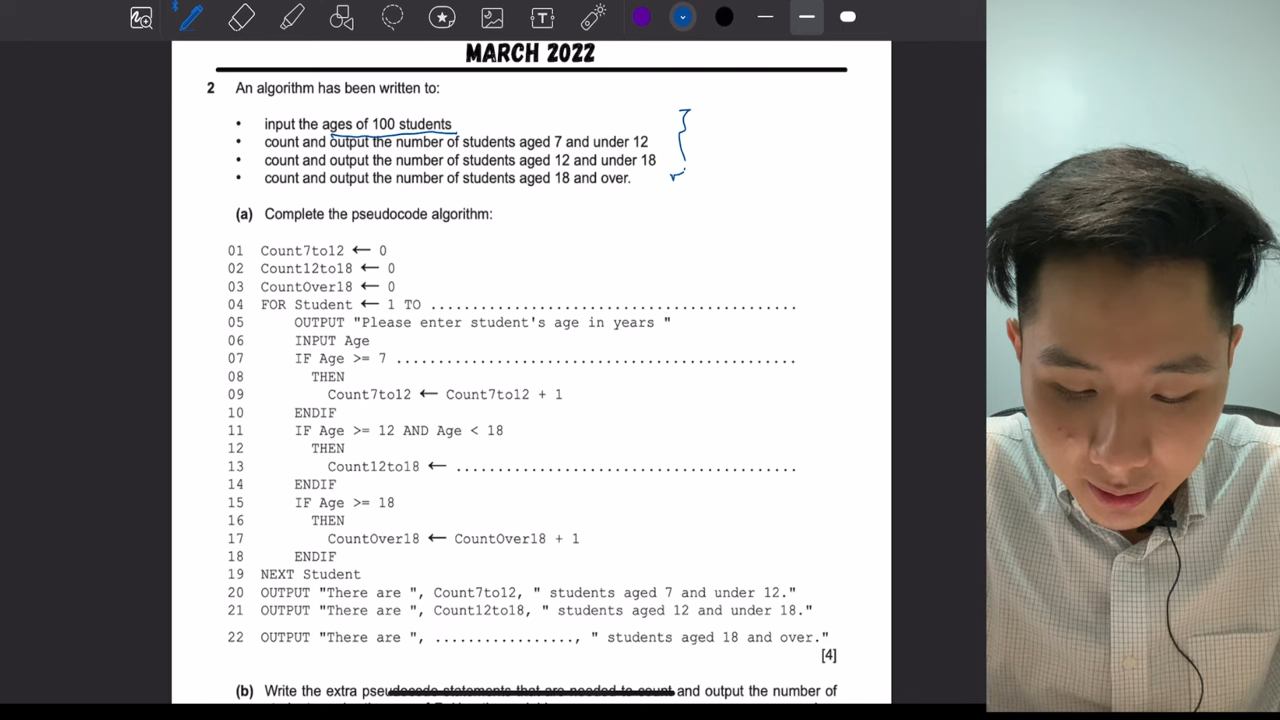 MARCH 2022
2 An algorithm has been written to:
• input the ages of 100 students
• count and output the number of students aged 7 and under 12
• count and output the number of students aged 12 and under 18
• count and output the number of students aged 18 and over.
(a) Complete the pseudocode algorithm:
01 Count7to12 ← 0
02 Count12to18 ← 0
03 CountOver18 ← 0
04 FOR Student ← 1 TO ............................................
05 OUTPUT "Please enter student's age in years "
06 INPUT Age
07 IF Age >= 7 ................................................
08 THEN
09 Count7to12 ← Count7to12 + 1
10 ENDIF
11 IF Age >= 12 AND Age < 18
12 THEN
13 Count12to18 ← .........................................
14 ENDIF
15 IF Age >= 18
16 THEN
17 CountOver18 ← CountOver18 + 1
18 ENDIF
19 NEXT Student
20 OUTPUT "There are ", Count7to12, " students aged 7 and under 12."
21 OUTPUT "There are ", Count12to18, " students aged 12 and under 18."
22 OUTPUT "There are ", ................., " students aged 18 and over."
[4]
(b) Write the extra pseudocode statements that are needed to count and output the number of